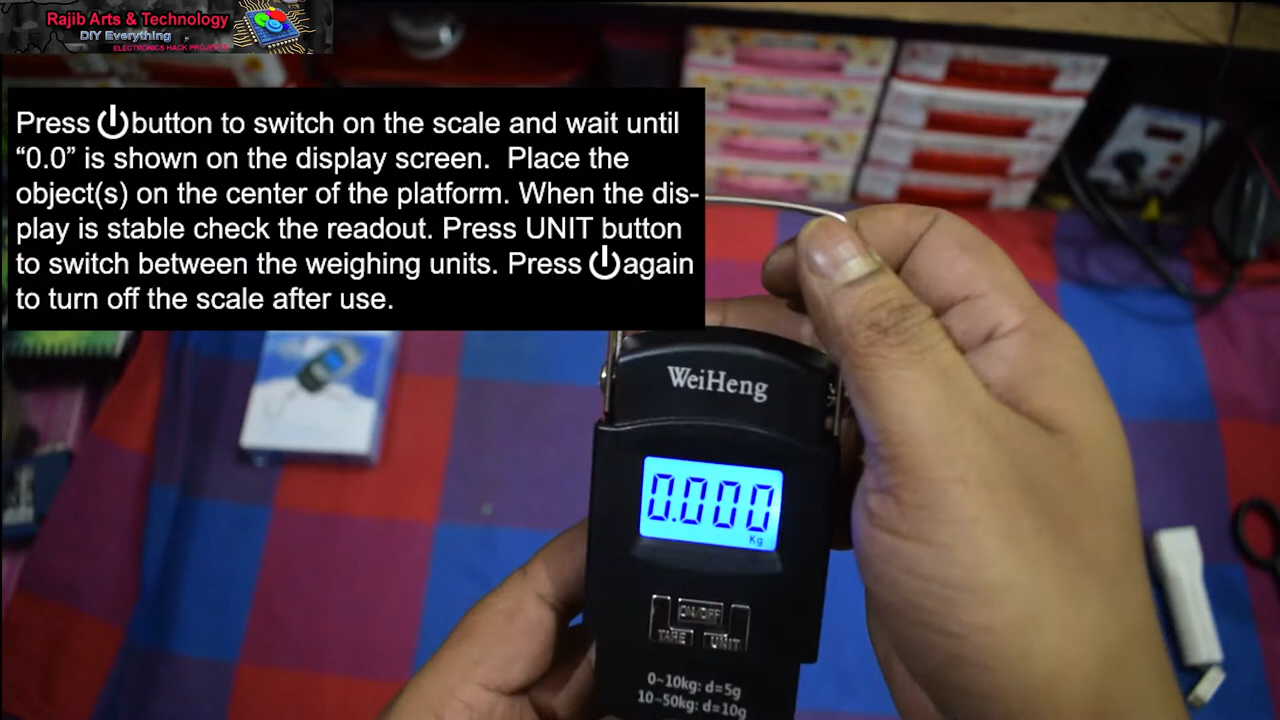 Rajib Arts & Technology
DIY Everything
ELECTRONICS HACK PROJECTS
Press button to switch on the scale and wait until
“0.0” is shown on the display screen. Place the
object(s) on the center of the platform. When the dis-
play is stable check the readout. Press UNIT button
to switch between the weighing units. Press again
to turn off the scale after use.
WeiHeng
0.000
Kg
ON/OFF
TARE UNIT
0~10kg: d=5g
10~50kg: d=10g